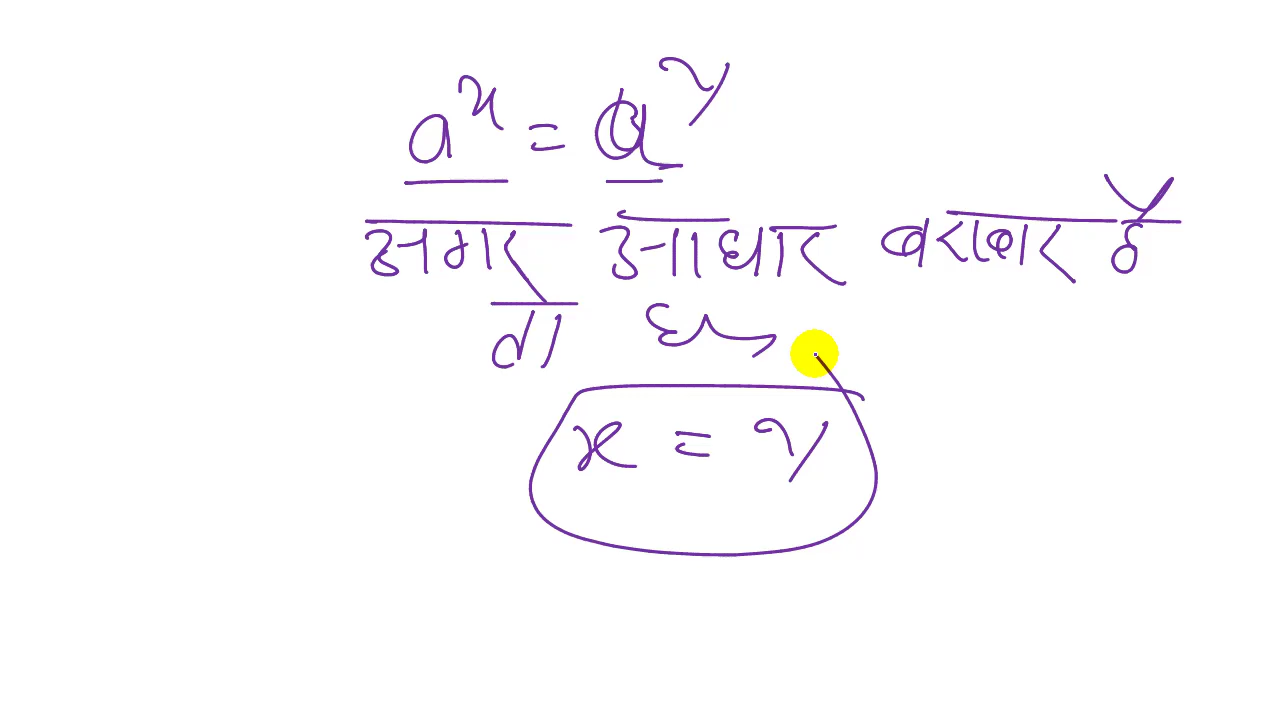 a^x = a^y
अगर आधार बराबर है
ता
x = y